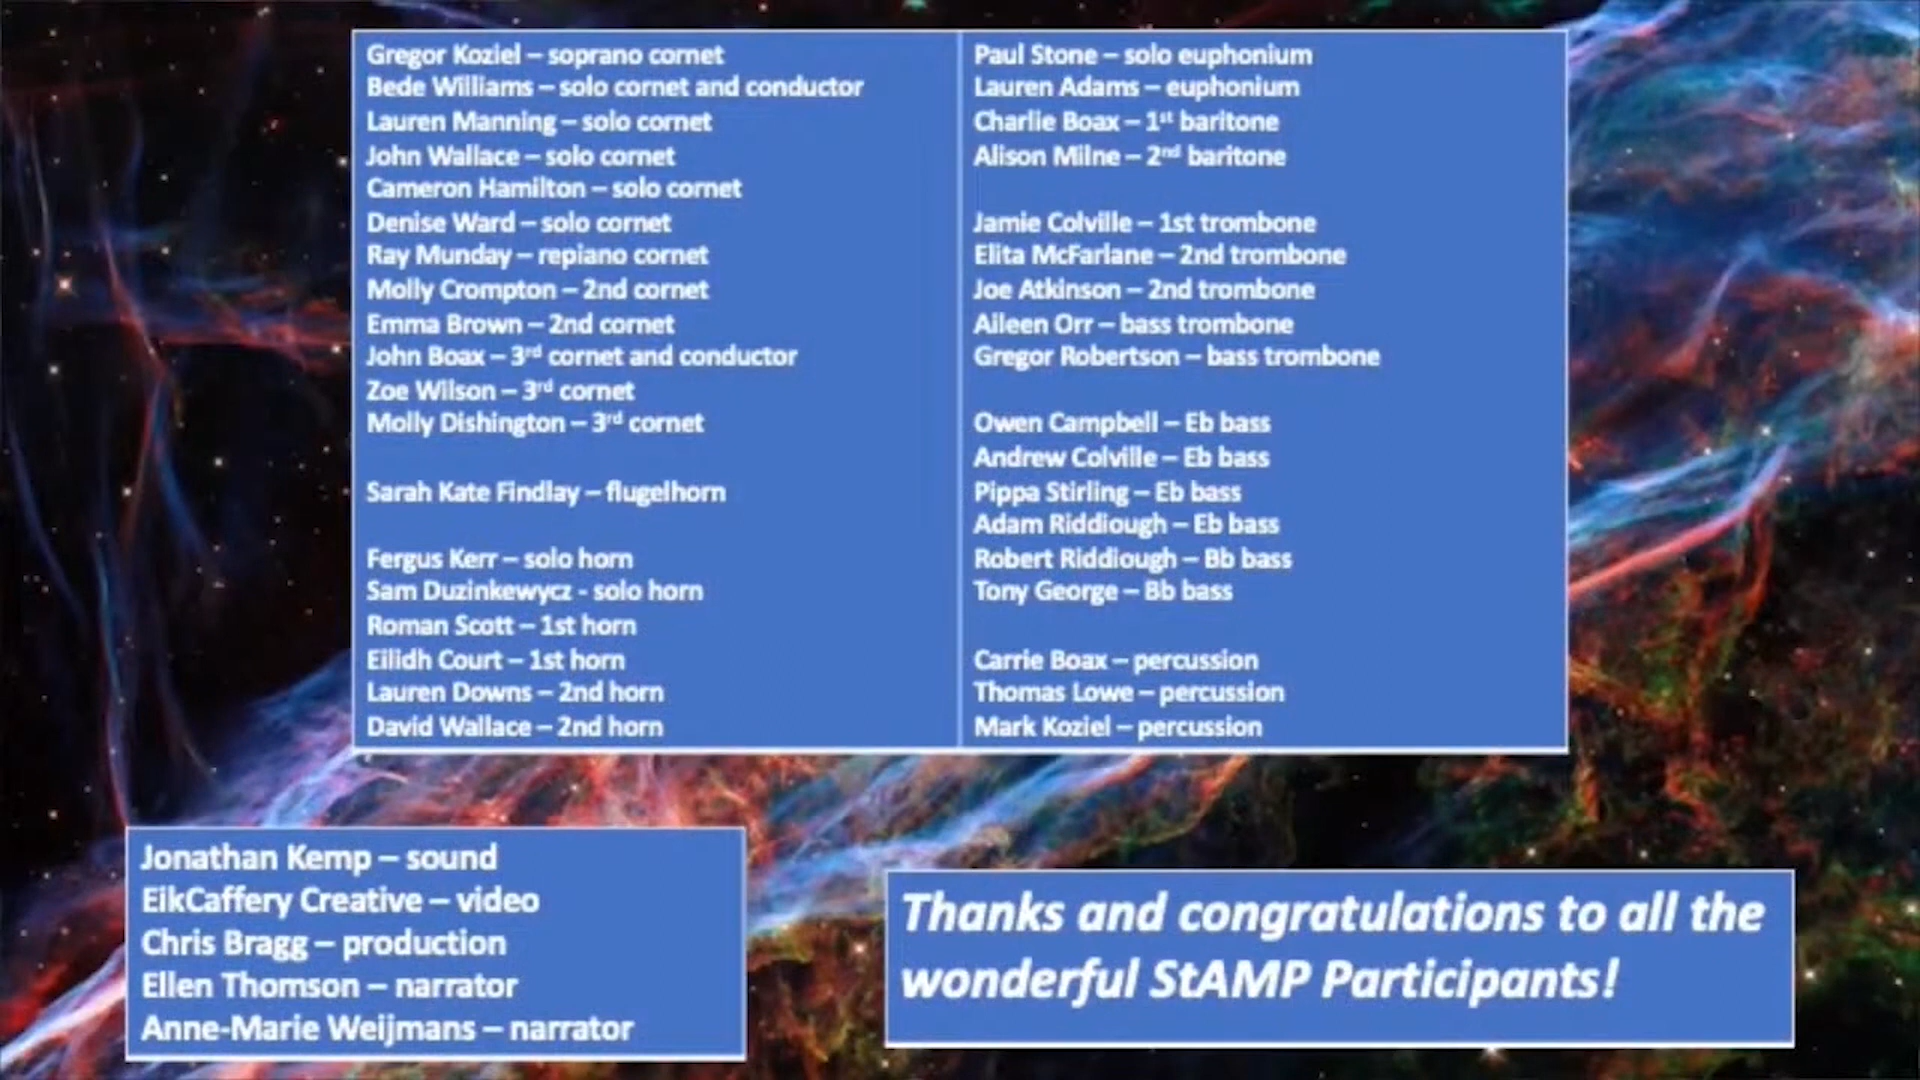 Gregor Koziel – soprano cornet
Bede Williams – solo cornet and conductor
Lauren Manning – solo cornet
John Wallace – solo cornet
Cameron Hamilton – solo cornet
Denise Ward – solo cornet
Ray Munday – repiano cornet
Molly Crompton – 2nd cornet
Emma Brown – 2nd cornet
John Boax – 3rd cornet and conductor
Zoe Wilson – 3rd cornet
Molly Dishington – 3rd cornet
Sarah Kate Findlay – flugelhorn
Fergus Kerr – solo horn
Sam Duzinkewycz - solo horn
Roman Scott – 1st horn
Eilidh Court – 1st horn
Lauren Downs – 2nd horn
David Wallace – 2nd horn
Paul Stone – solo euphonium
Lauren Adams – euphonium
Charlie Boax – 1st baritone
Alison Milne – 2nd baritone
Jamie Colville – 1st trombone
Elita McFarlane – 2nd trombone
Joe Atkinson – 2nd trombone
Aileen Orr – bass trombone
Gregor Robertson – bass trombone
Owen Campbell – Eb bass
Andrew Colville – Eb bass
Pippa Stirling – Eb bass
Adam Riddiough – Eb bass
Robert Riddiough – Bb bass
Tony George – Bb bass
Carrie Boax – percussion
Thomas Lowe – percussion
Mark Koziel – percussion
Jonathan Kemp – sound
EikCaffery Creative – video
Chris Bragg – production
Ellen Thomson – narrator
Anne-Marie Weijmans – narrator
Thanks and congratulations to all the
wonderful StAMP Participants!